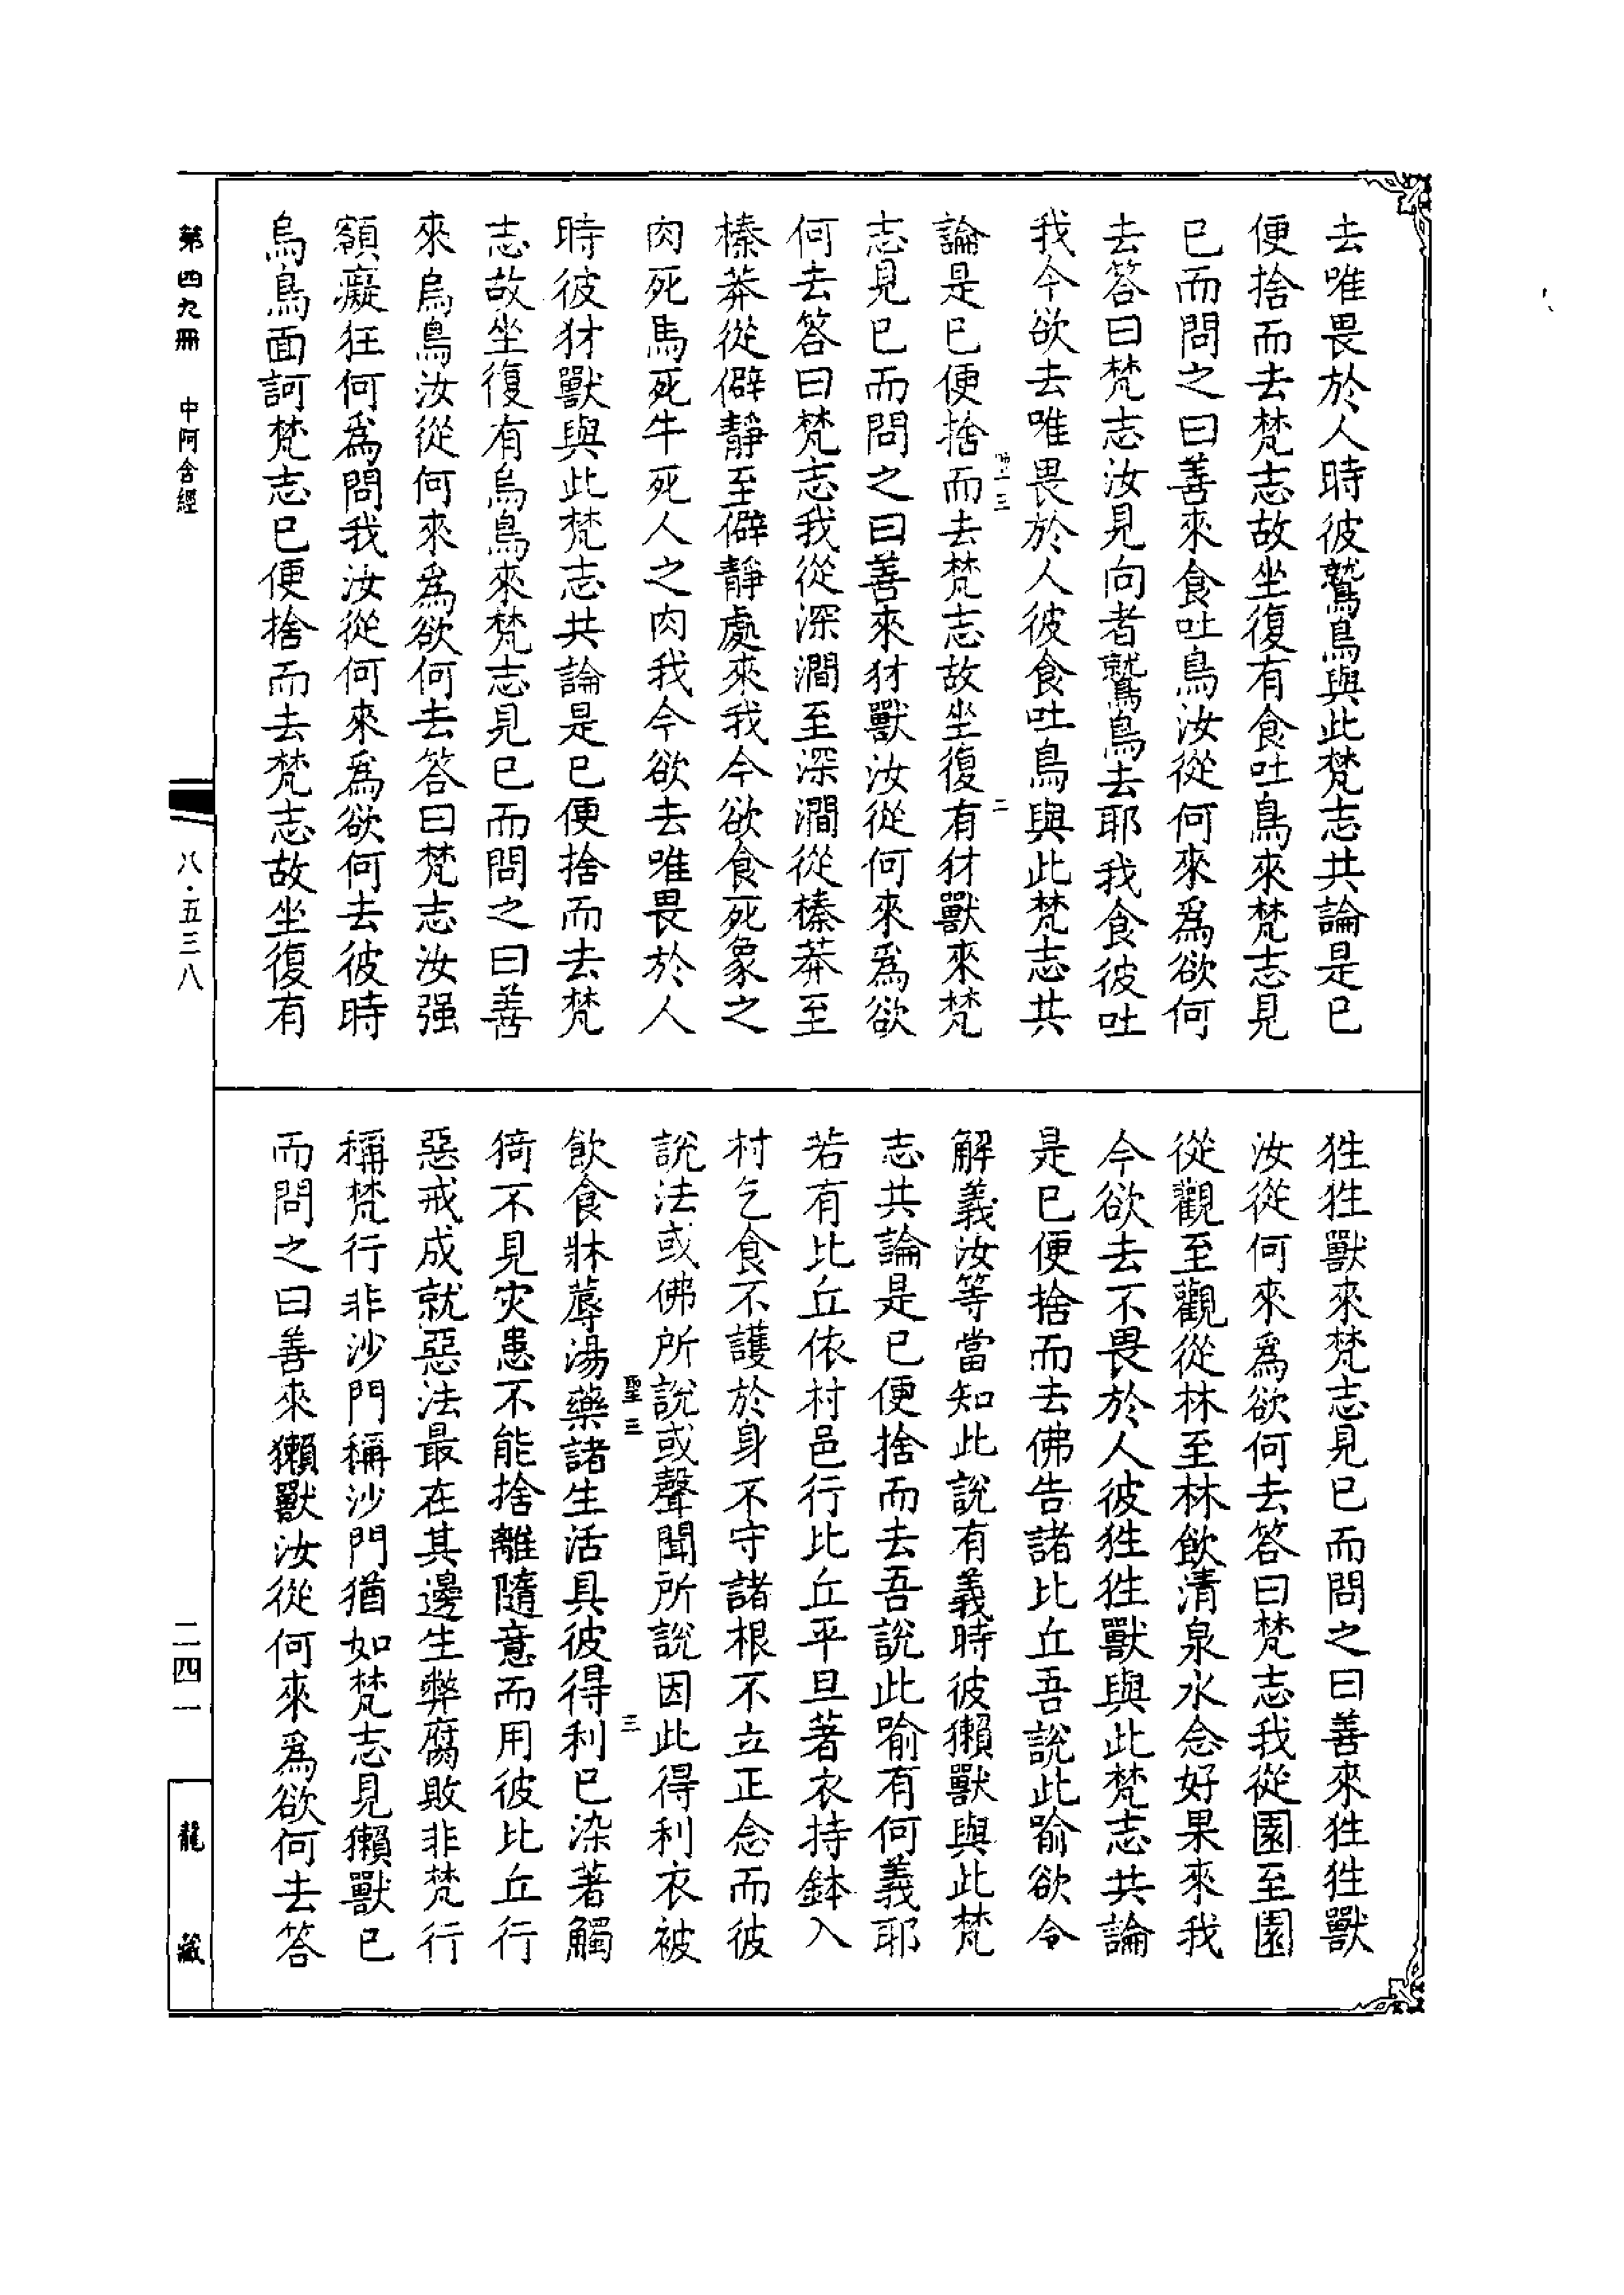 去唯畏於人時彼鷲鳥與此梵志共論是已
便捨而去梵志故坐復有食吐鳥來梵志見
已而問之曰善來食吐鳥汝從何來爲欲何
去答曰梵志汝見向者鷲鳥去耶我食彼吐
我今欲去唯畏於人彼食吐鳥與此梵志共
論是已便捨而去梵志故坐復有犲獸來梵
志見已而問之曰善來犲獸汝從何來爲欲
何去答曰梵志我從深澗至深澗從榛莽至
榛莽從僻靜至僻靜處來我今欲食死象之
肉死馬死牛死人之肉我今欲去唯畏於人
時彼犲獸與此梵志共論是已便捨而去梵
志故坐復有烏鳥來梵志見已而問之曰善
來烏鳥汝從何來爲欲何去答曰梵志汝强
額癡狂何爲問我汝從何來爲欲何去彼時
烏鳥面訶梵志已便捨而去梵志故坐復有
狌狌獸來梵志見已而問之曰善來狌狌獸
汝從何來爲欲何去答曰梵志我從園至園
從觀至觀從林至林飲清泉水念好果來我
今欲去不畏於人彼狌狌獸與此梵志共論
是已便捨而去佛告諸比丘吾說此喻欲令
解義汝等當知此說有義時彼獺獸與此梵
志共論是已便捨而去吾說此喻有何義耶
若有比丘依村邑行比丘平旦著衣持鉢入
村乞食不護於身不守諸根不立正念而彼
說法或佛所說或聲聞所說因此得利衣被
聖三
三
飲食牀蓐湯藥諸生活具彼得利已染著觸
猗不見灾患不能捨離隨意而用彼比丘行
惡戒成就惡法最在其邊生弊腐敗非梵行
稱梵行非沙門稱沙門猶如梵志見獺獸已
而問之曰善來獺獸汝從何來爲欲何去答
第四九冊　中阿含經
八·五三八
二四一
龍藏